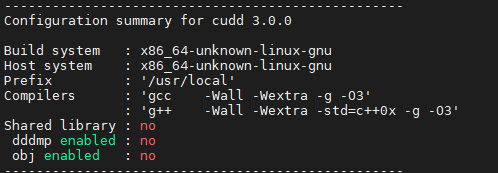 --------------------------------------------------
Configuration summary for cudd 3.0.0

Build system   : x86_64-unknown-linux-gnu
Host system    : x86_64-unknown-linux-gnu
Prefix         : '/usr/local'
Compilers      : 'gcc    -Wall -Wextra -g -O3'
               : 'g++    -Wall -Wextra -std=c++0x -g -O3'
Shared library : no
 dddmp enabled : no
 obj enabled   : no
--------------------------------------------------